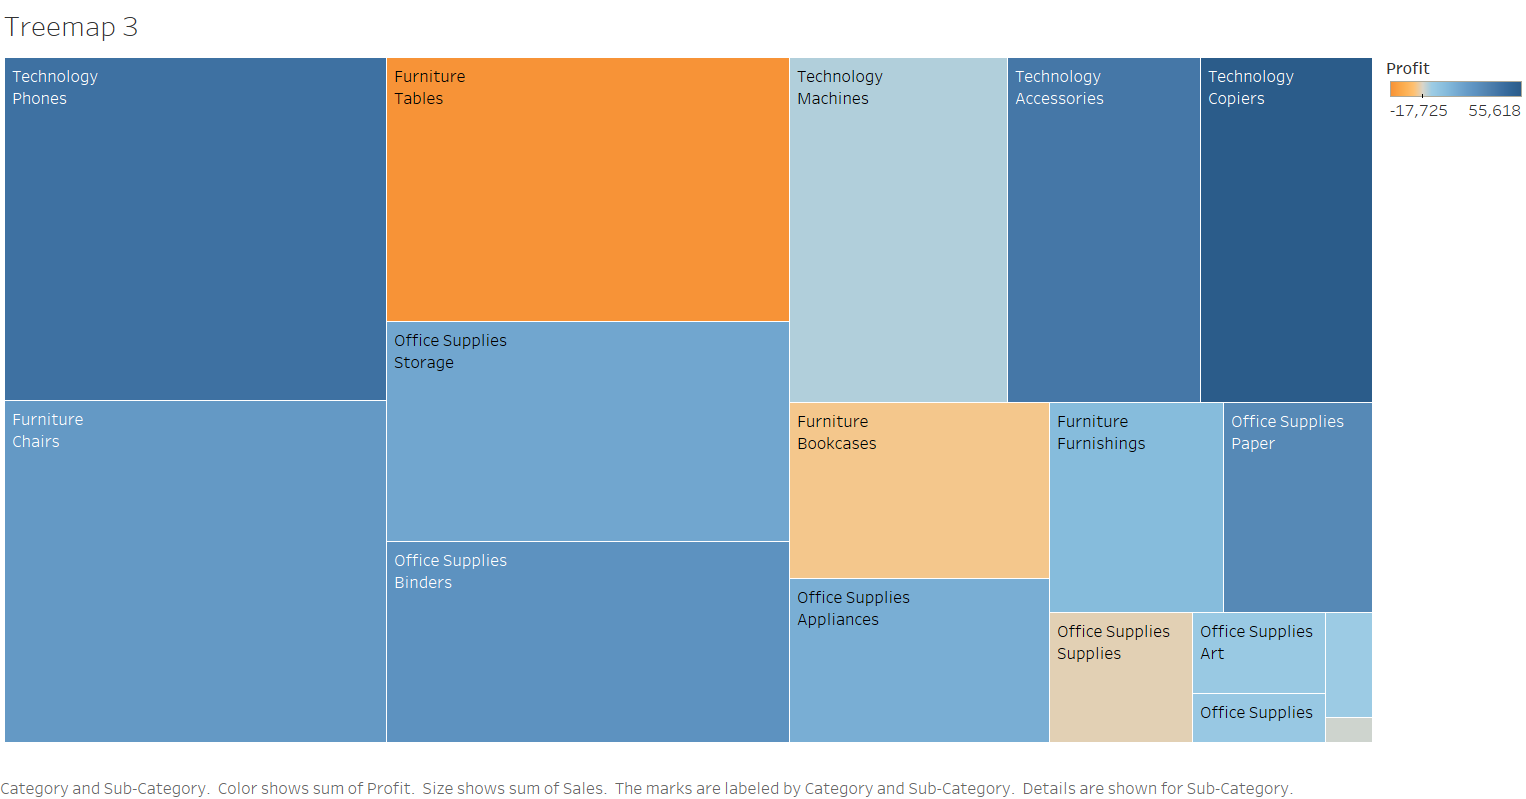 Treemap 3
Technology
Phones
Furniture
Tables
Technology
Machines
Technology
Accessories
Technology
Copiers
Profit
-17,725 55,618
Office Supplies
Storage
Furniture
Chairs
Furniture
Bookcases
Furniture
Furnishings
Office Supplies
Paper
Office Supplies
Binders
Office Supplies
Appliances
Office Supplies
Supplies
Office Supplies
Art
Office Supplies
Category and Sub-Category.  Color shows sum of Profit.  Size shows sum of Sales.  The marks are labeled by Category and Sub-Category.  Details are shown for Sub-Category.